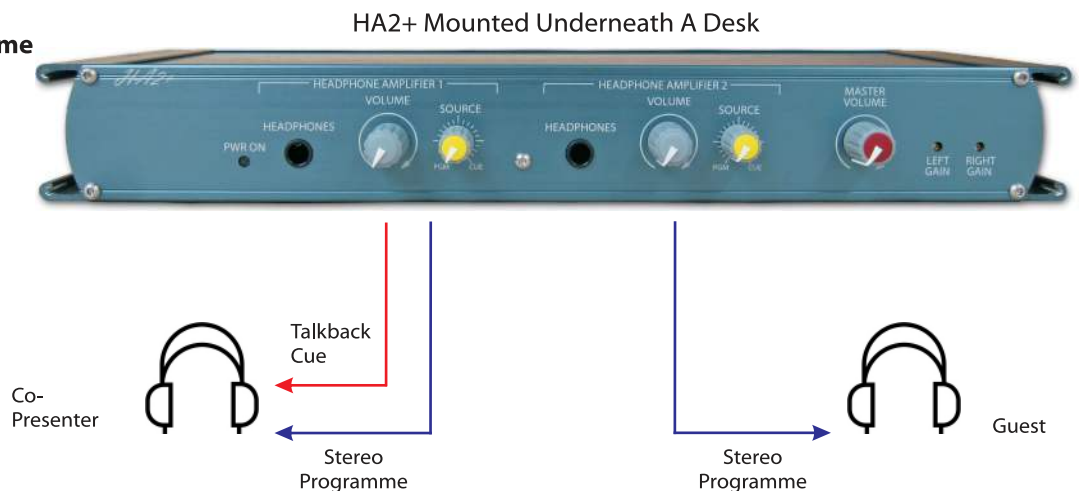 HA2+ Mounted Underneath A Desk
me
HA2+
HEADPHONE AMPLIFIER 1
VOLUME
SOURCE
HEADPHONES
PWR ON
PGM
CUE
HEADPHONE AMPLIFIER 2
VOLUME
SOURCE
HEADPHONES
PGM
CUE
MASTER
VOLUME
LEFT
GAIN
RIGHT
GAIN
Talkback
Cue
Co-
Presenter
Stereo
Programme
Stereo
Programme
Guest